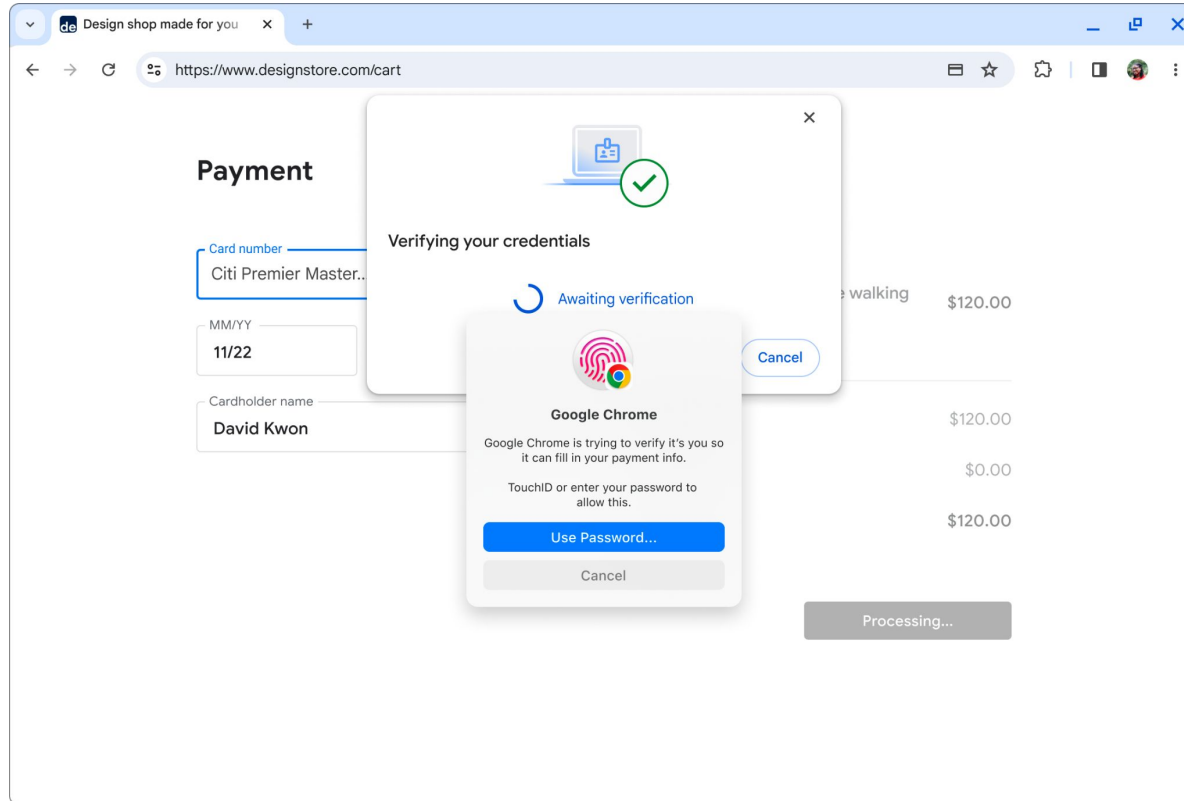 de Design shop made for you
https://www.designstore.com/cart
Payment
Card number
Citi Premier Master..
MM/YY
11/22
Cardholder name
David Kwon
Verifying your credentials
Awaiting verification
Cancel
Google Chrome
Google Chrome is trying to verify it's you so
it can fill in your payment info.
TouchID or enter your password to
allow this.
Use Password...
Cancel
walking
$120.00
$120.00
$0.00
$120.00
Processing...